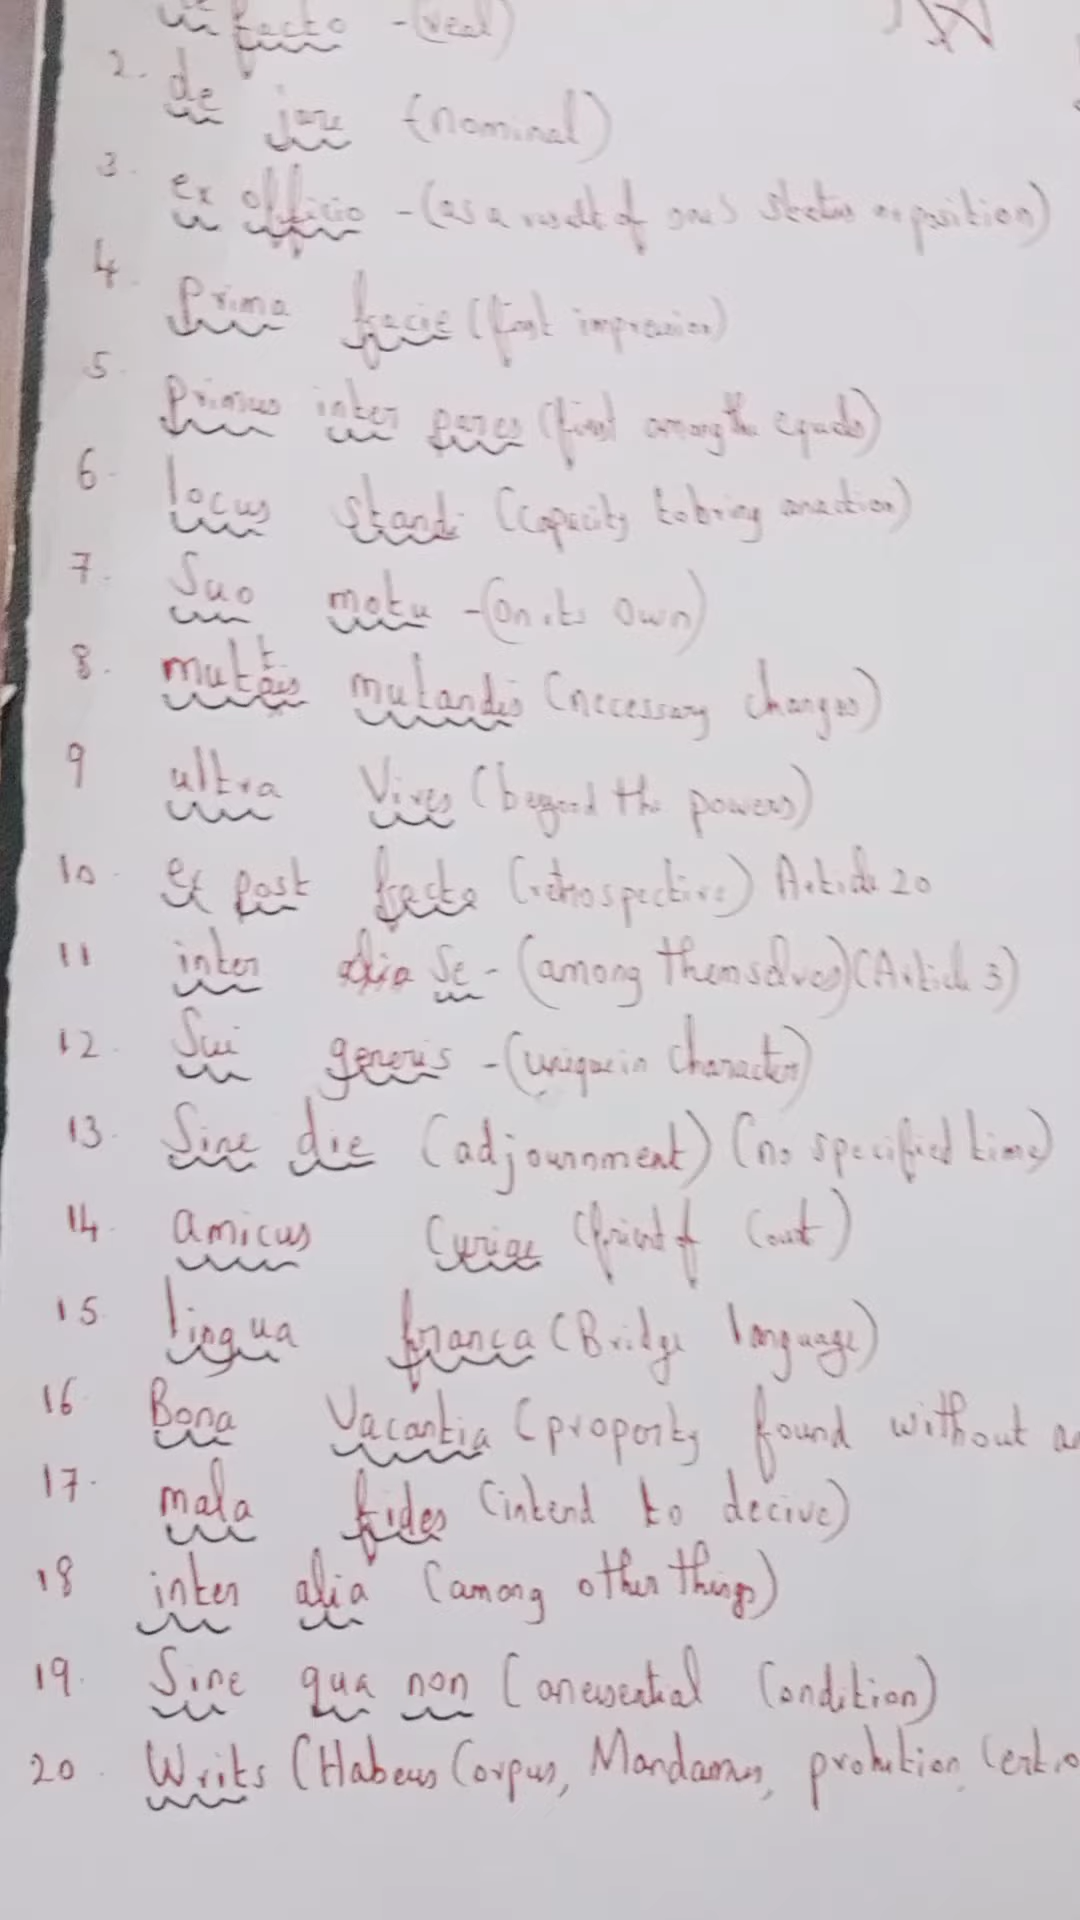 facto - (real)
2. de jure (nominal)
3. ex officio - (as a result of one's status or position)
4. Prima facie (first impression)
5. Primus inter pares (first among the equals)
6. locus standi (capacity to bring an action)
7. Suo motu - (On its own)
8. mutatis mutandis (necessary changes)
9 ultra Vires (beyond the powers)
10. ex post facto (retrospective) Article 20
11 inter Se - (among themselves) (Article 3)
12. Sui generis - (unique in character)
13. Sine die (adjournment) (no specified time)
14. amicus Curiae (friend of Court)
15. lingua franca (Bridge language)
16 Bona Vacantia (proporty found without
17. mala fides (intend to decive)
18 inter alia (among other things)
19. Sine qua non (an essential Condition)
20. Writs (Habeus Corpus, Mandamus,